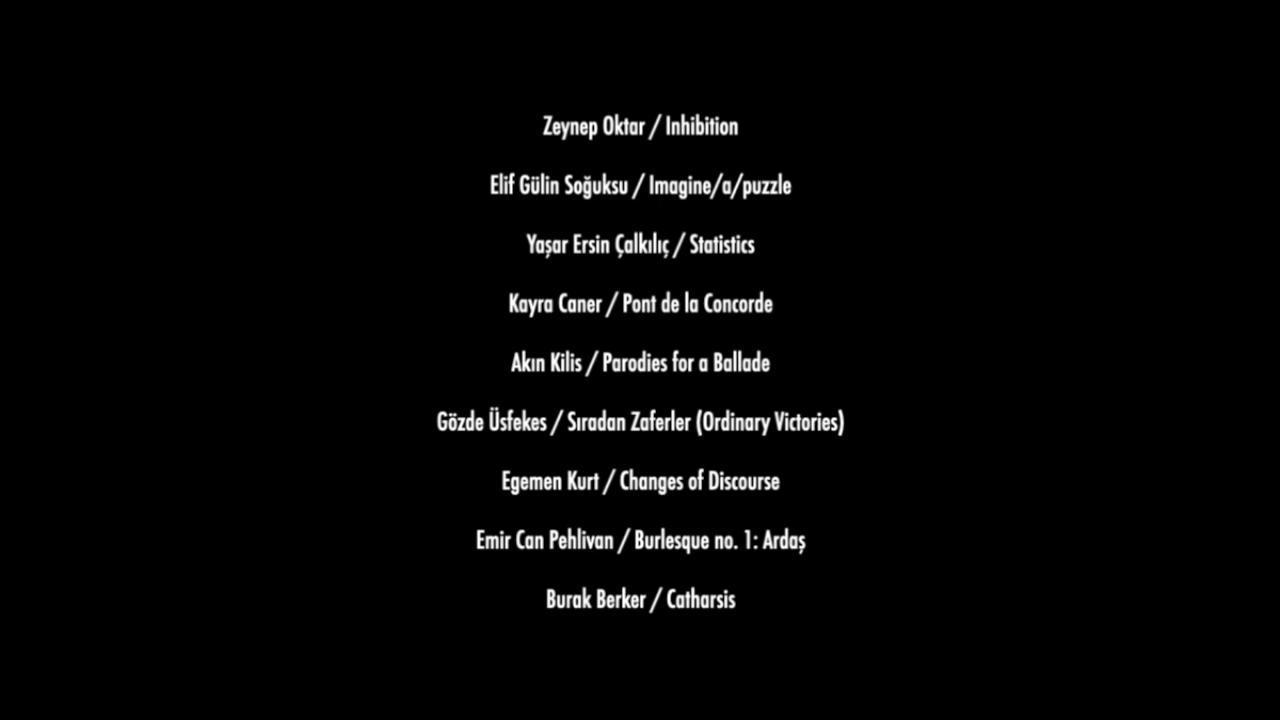 Zeynep Oktar / Inhibition
Elif Gülin Soğuksu / Imagine/a/puzzle
Yaşar Ersin Çalkılıç / Statistics
Kayra Caner / Pont de la Concorde
Akın Kilis / Parodies for a Ballade
Gözde Üsfekes / Sıradan Zaferler (Ordinary Victories)
Egemen Kurt / Changes of Discourse
Emir Can Pehlivan / Burlesque no. 1: Ardaş
Burak Berker / Catharsis